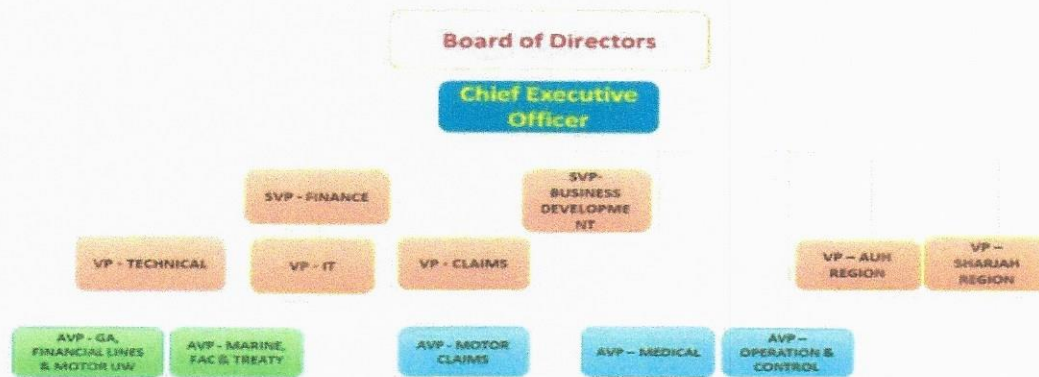 Board of Directors
Chief Executive
Officer
SVP - FINANCE
SVP-
BUSINESS
DEVELOPME
NT
VP - TECHNICAL
VP - IT
VP - CLAIMS
VP – AUH
REGION
VP –
SHARJAH
REGION
AVP - GA,
FINANCIAL LINES
& MOTOR UW
AVP - MARINE,
FAC & TREATY
AVP - MOTOR
CLAIMS
AVP – MEDICAL
AVP –
OPERATION &
CONTROL